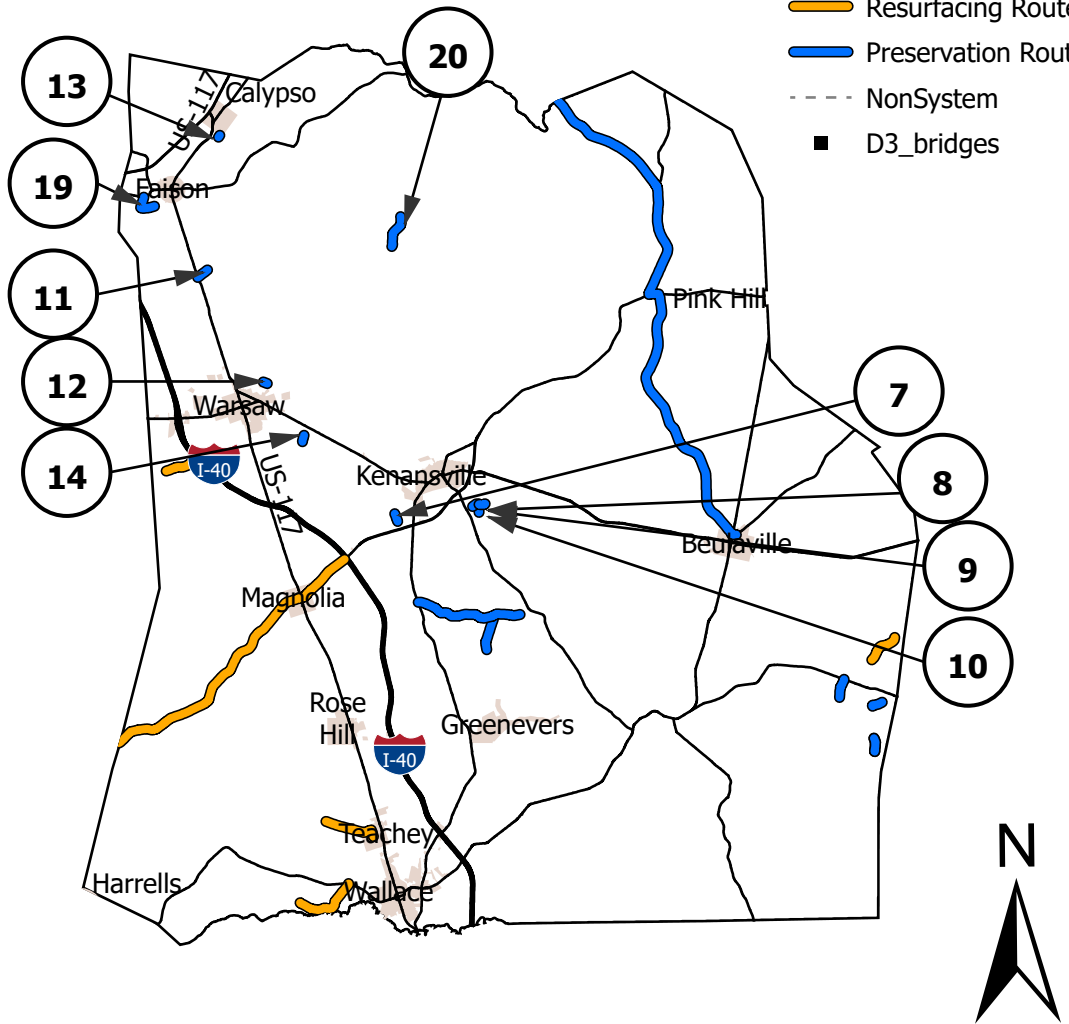 Resurfacing Route
Preservation Rout
NonSystem
D3_bridges
20
13
US-117
Calypso
19
Faison
11
Pink Hill
12
Warsaw
7
14
I-40
US-117
Kenansville
8
Beulaville
9
Magnolia
10
Rose
Hill
Greenevers
I-40
Teachey
Harrells
Wallace
N